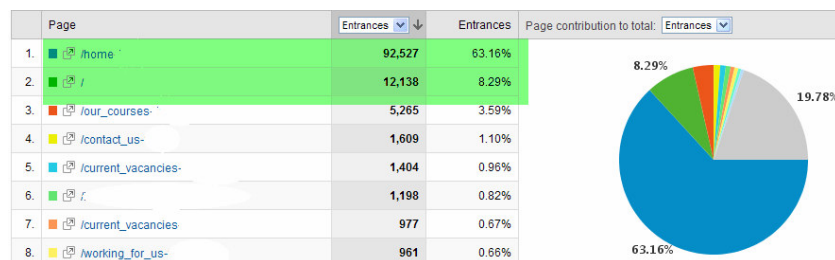 Page Entrances Entrances Page contribution to total: Entrances
1. /home 92,527 63.16%
2. / 12,138 8.29%
3. /our_courses- 5,265 3.59%
4. /contact_us- 1,609 1.10%
5. /current_vacancies- 1,404 0.96%
6. /. 1,198 0.82%
7. /current_vacancies 977 0.67%
8. /working_for_us- 961 0.66%
8.29%
19.78%
63.16%